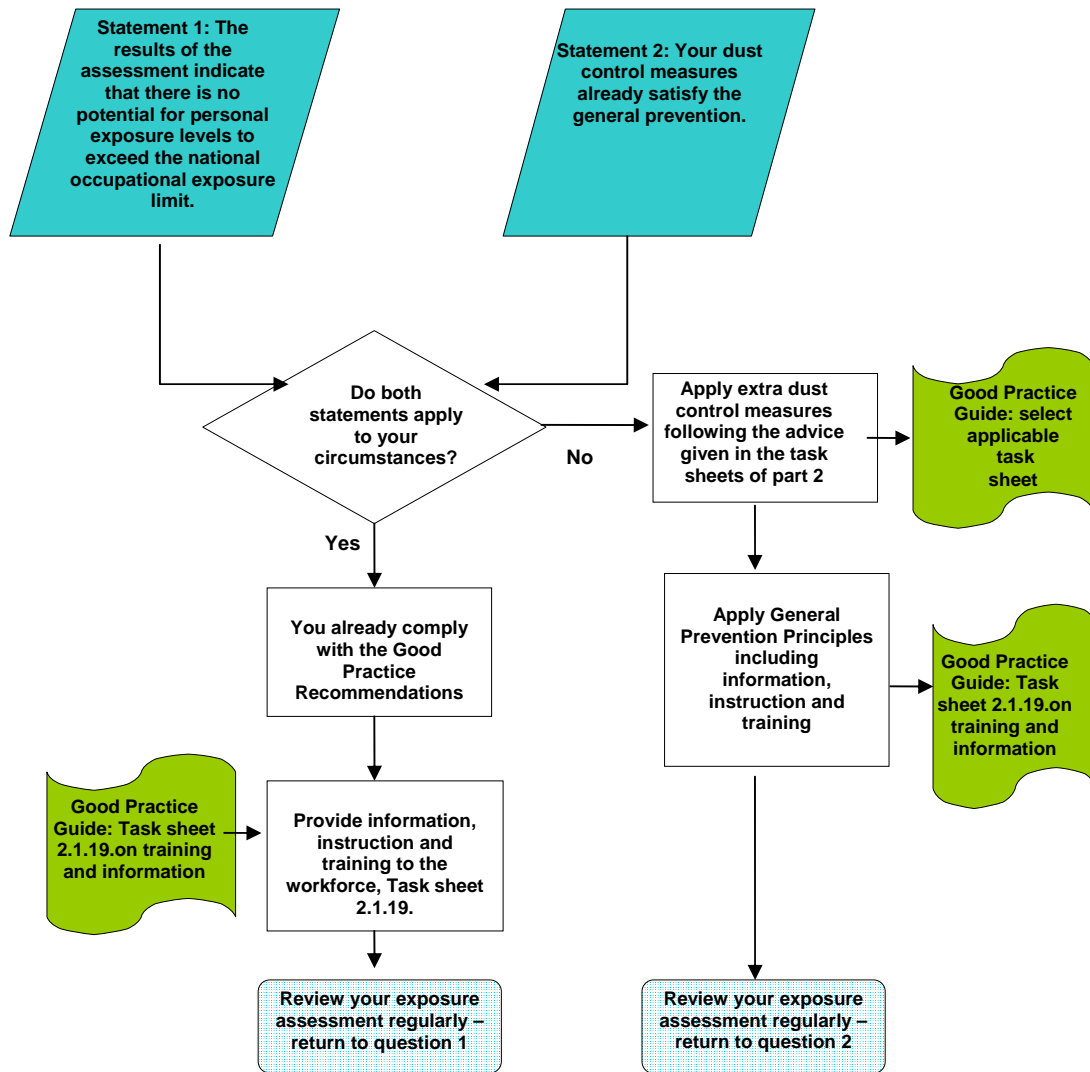 Statement 1: The
results of the
assessment indicate
that there is no
potential for personal
exposure levels to
exceed the national
occupational exposure
limit.
Statement 2: Your dust
control measures
already satisfy the
general prevention.
Do both
statements apply
to your
circumstances?
No
Yes
Apply extra dust
control measures
following the advice
given in the task
sheets of part 2
Good Practice
Guide: select
applicable
task
sheet
You already comply
with the Good
Practice
Recommendations
Apply General
Prevention Principles
including
information,
instruction and
training
Good Practice
Guide: Task
sheet 2.1.19.on
training and
information
Good Practice
Guide: Task sheet
2.1.19.on training
and information
Provide information,
instruction and
training to the
workforce, Task sheet
2.1.19.
Review your exposure
assessment regularly –
return to question 1
Review your exposure
assessment regularly –
return to question 2